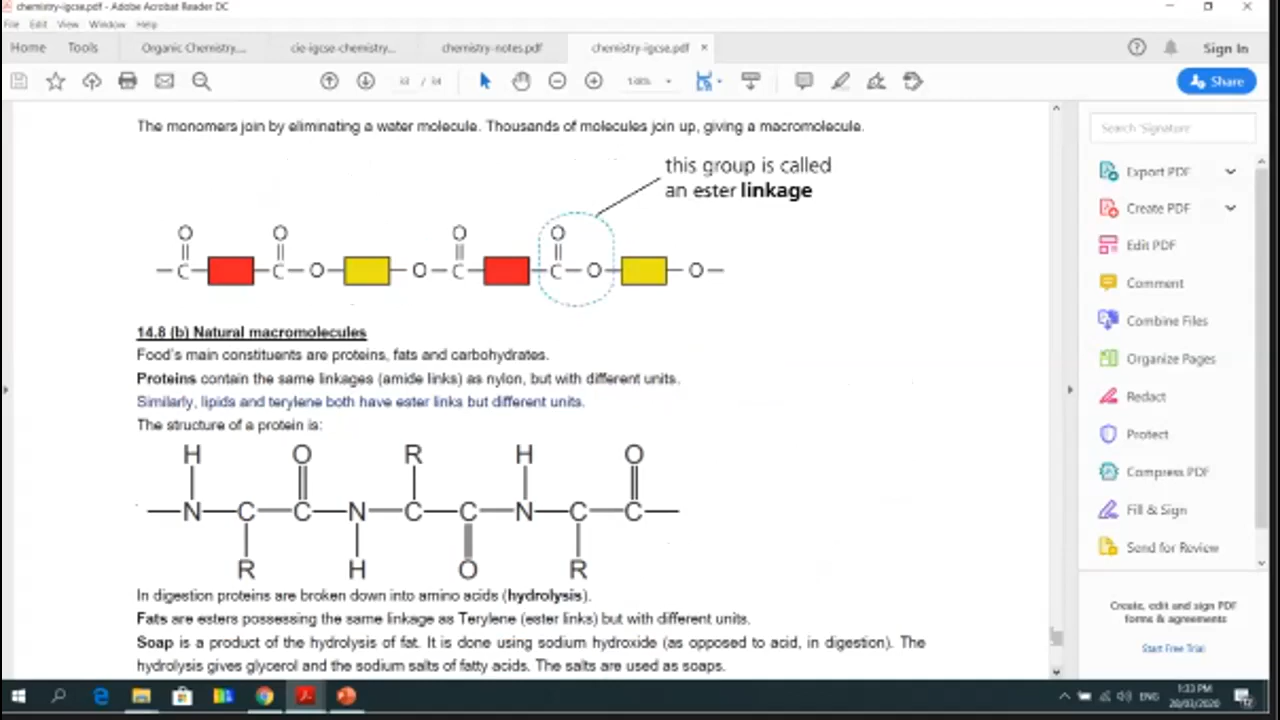 chemistry-igcse.pdf - Adobe Acrobat Reader DC
File Edit View Window Help
Home Tools Organic Chemistry.... cie-igcse-chemistry... chemistry-notes.pdf chemistry-igcse.pdf × Sign In
Share
The monomers join by eliminating a water molecule. Thousands of molecules join up, giving a macromolecule.
this group is called
an ester linkage
O O O O
C C O O C C O O
14.8 (b) Natural macromolecules
Food's main constituents are proteins, fats and carbohydrates.
Proteins contain the same linkages (amide links) as nylon, but with different units.
Similarly, lipids and terylene both have ester links but different units.
The structure of a protein is:
H O R H O
N C C N C C N C C
R H O R
In digestion proteins are broken down into amino acids (hydrolysis).
Fats are esters possessing the same linkage as Terylene (ester links) but with different units.
Soap is a product of the hydrolysis of fat. It is done using sodium hydroxide (as opposed to acid, in digestion). The
hydrolysis gives glycerol and the sodium salts of fatty acids. The salts are used as soaps.
Search 'Signature'
Export PDF
Create PDF
Edit PDF
Comment
Combine Files
Organize Pages
Redact
Protect
Compress PDF
Fill & Sign
Send for Review
Create, edit and sign PDF
forms & agreements
Start Free Trial
ENG
1:33 PM